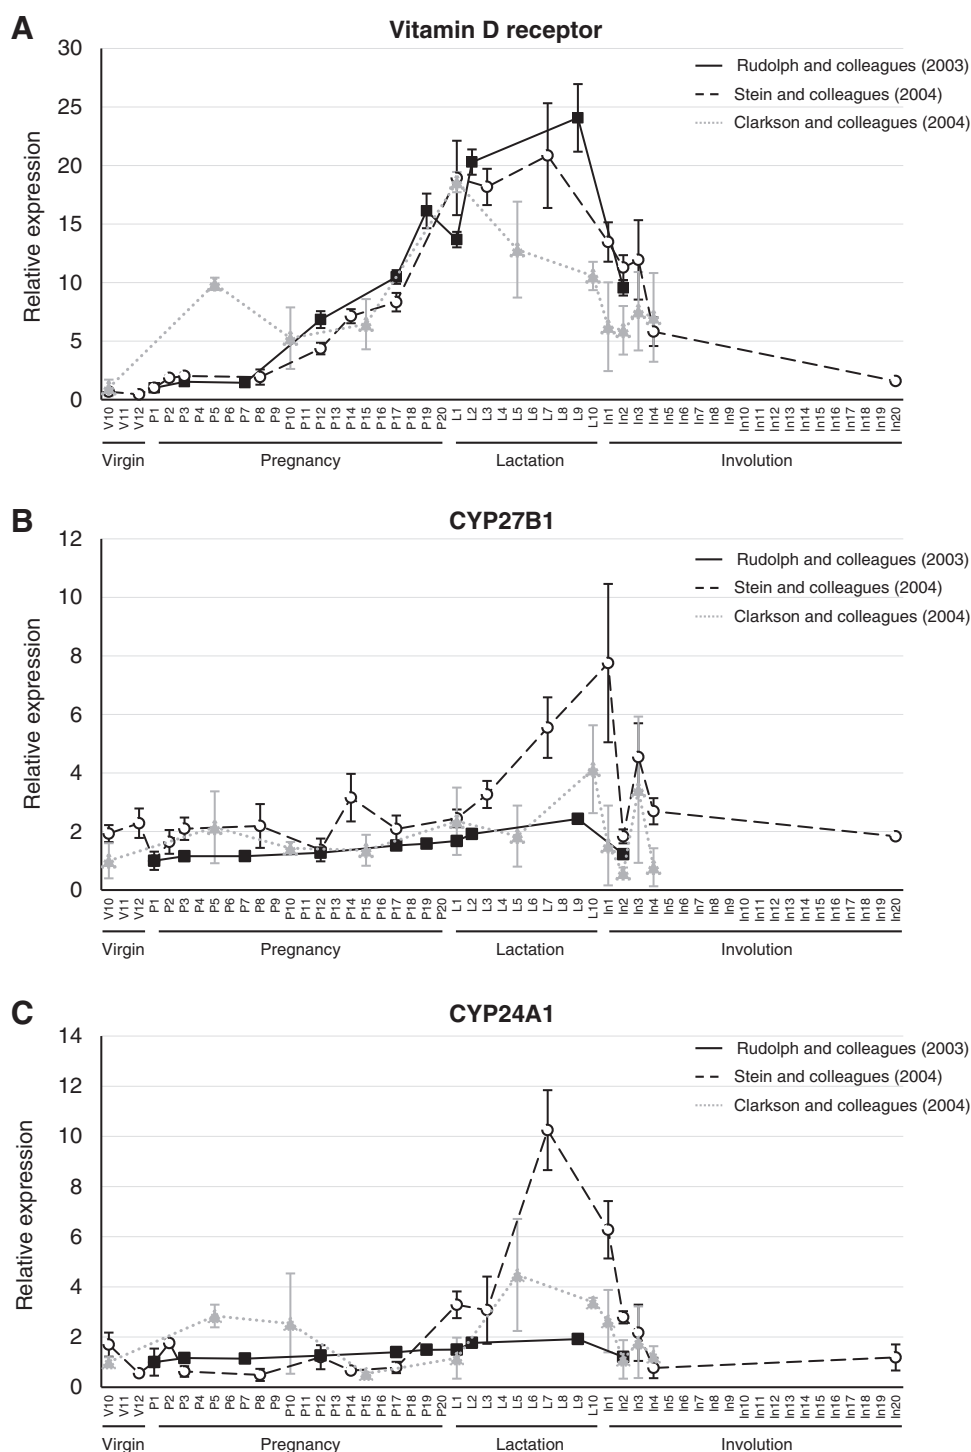 A
Vitamin D receptor
Relative expression
30
25
20
15
10
5
0
Rudolph and colleagues (2003)
Stein and colleagues (2004)
Clarkson and colleagues (2004)
V10 V11 V12 P1 P2 P3 P4 P5 P6 P7 P8 P9 P10 P11 P12 P13 P14 P15 P16 P17 P18 P19 P20 L1 L2 L3 L4 L5 L6 L7 L8 L9 L10 In1 In2 In3 In4 In5 In6 In7 In8 In9 In10 In11 In12 In13 In14 In15 In16 In17 In18 In19 In20
Virgin Pregnancy Lactation Involution
B
CYP27B1
Relative expression
12
10
8
6
4
2
0
Rudolph and colleagues (2003)
Stein and colleagues (2004)
Clarkson and colleagues (2004)
V10 V11 V12 P1 P2 P3 P4 P5 P6 P7 P8 P9 P10 P11 P12 P13 P14 P15 P16 P17 P18 P19 P20 L1 L2 L3 L4 L5 L6 L7 L8 L9 L10 In1 In2 In3 In4 In5 In6 In7 In8 In9 In10 In11 In12 In13 In14 In15 In16 In17 In18 In19 In20
Virgin Pregnancy Lactation Involution
C
CYP24A1
Relative expression
14
12
10
8
6
4
2
0
Rudolph and colleagues (2003)
Stein and colleagues (2004)
Clarkson and colleagues (2004)
V10 V11 V12 P1 P2 P3 P4 P5 P6 P7 P8 P9 P10 P11 P12 P13 P14 P15 P16 P17 P18 P19 P20 L1 L2 L3 L4 L5 L6 L7 L8 L9 L10 In1 In2 In3 In4 In5 In6 In7 In8 In9 In10 In11 In12 In13 In14 In15 In16 In17 In18 In19 In20
Virgin Pregnancy Lactation Involution